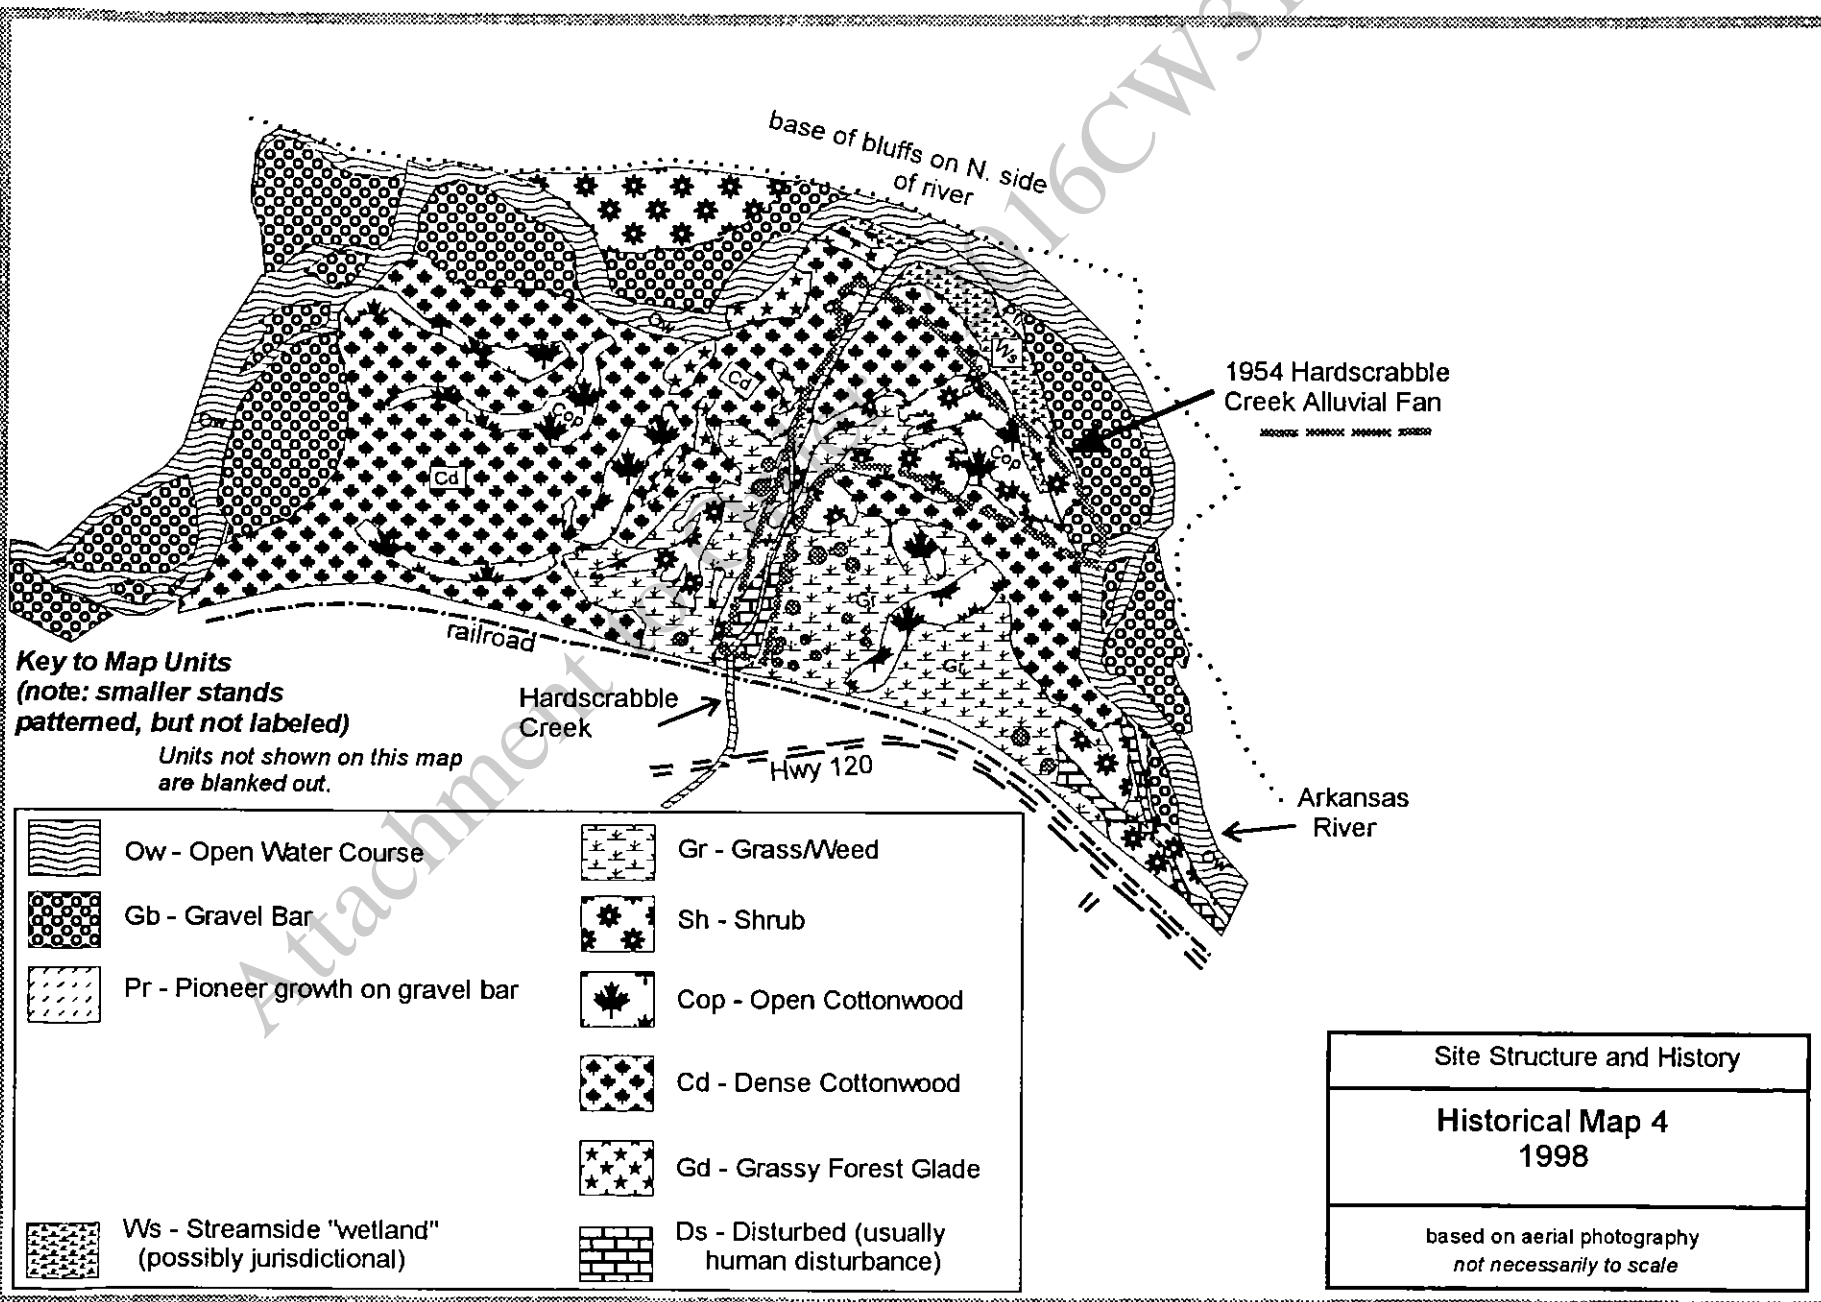 base of bluffs on N. side
of river
1954 Hardscrabble
Creek Alluvial Fan
Ow
Pr
Ws
Cd
Cop
Cop
Ow
Cd
Gr
Gr
railroad
Hardscrabble
Creek
Hwy 120
Arkansas
River
Ow
Key to Map Units
(note: smaller stands
patterned, but not labeled)
Units not shown on this map
are blanked out.
Ow - Open Water Course
Gb - Gravel Bar
Pr - Pioneer growth on gravel bar
Ws - Streamside "wetland"
(possibly jurisdictional)
Gr - Grass/Weed
Sh - Shrub
Cop - Open Cottonwood
Cd - Dense Cottonwood
Gd - Grassy Forest Glade
Ds - Disturbed (usually
human disturbance)
Site Structure and History
Historical Map 4
1998
based on aerial photography
not necessarily to scale
Attachment to